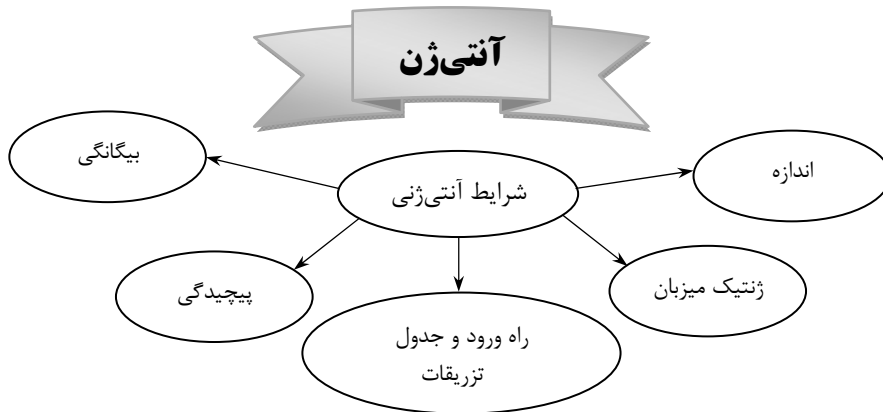 آنتی‌ژن
شرایط آنتی‌ژنی
اندازه
بیگانگی
ژنتیک میزبان
پیچیدگی
راه ورود و جدول
تزریقات